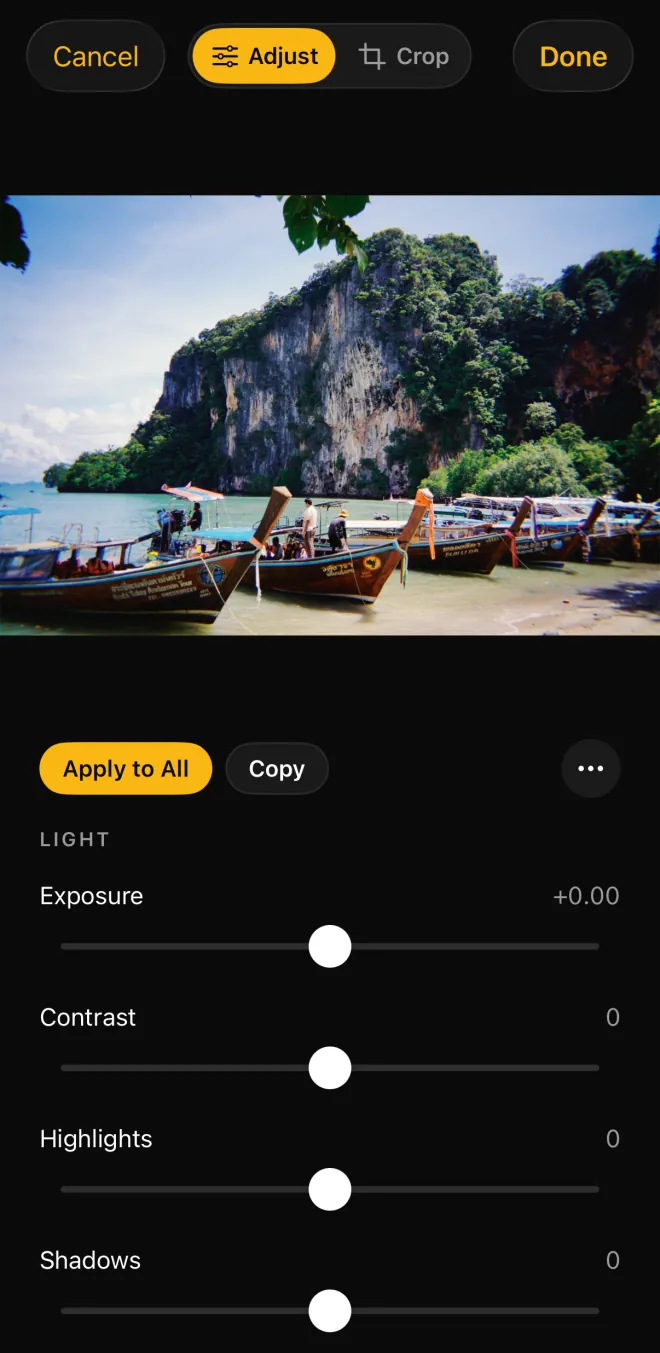 Cancel
Adjust
Crop
Done
Apply to All
Copy
LIGHT
Exposure
+0.00
Contrast
0
Highlights
0
Shadows
0